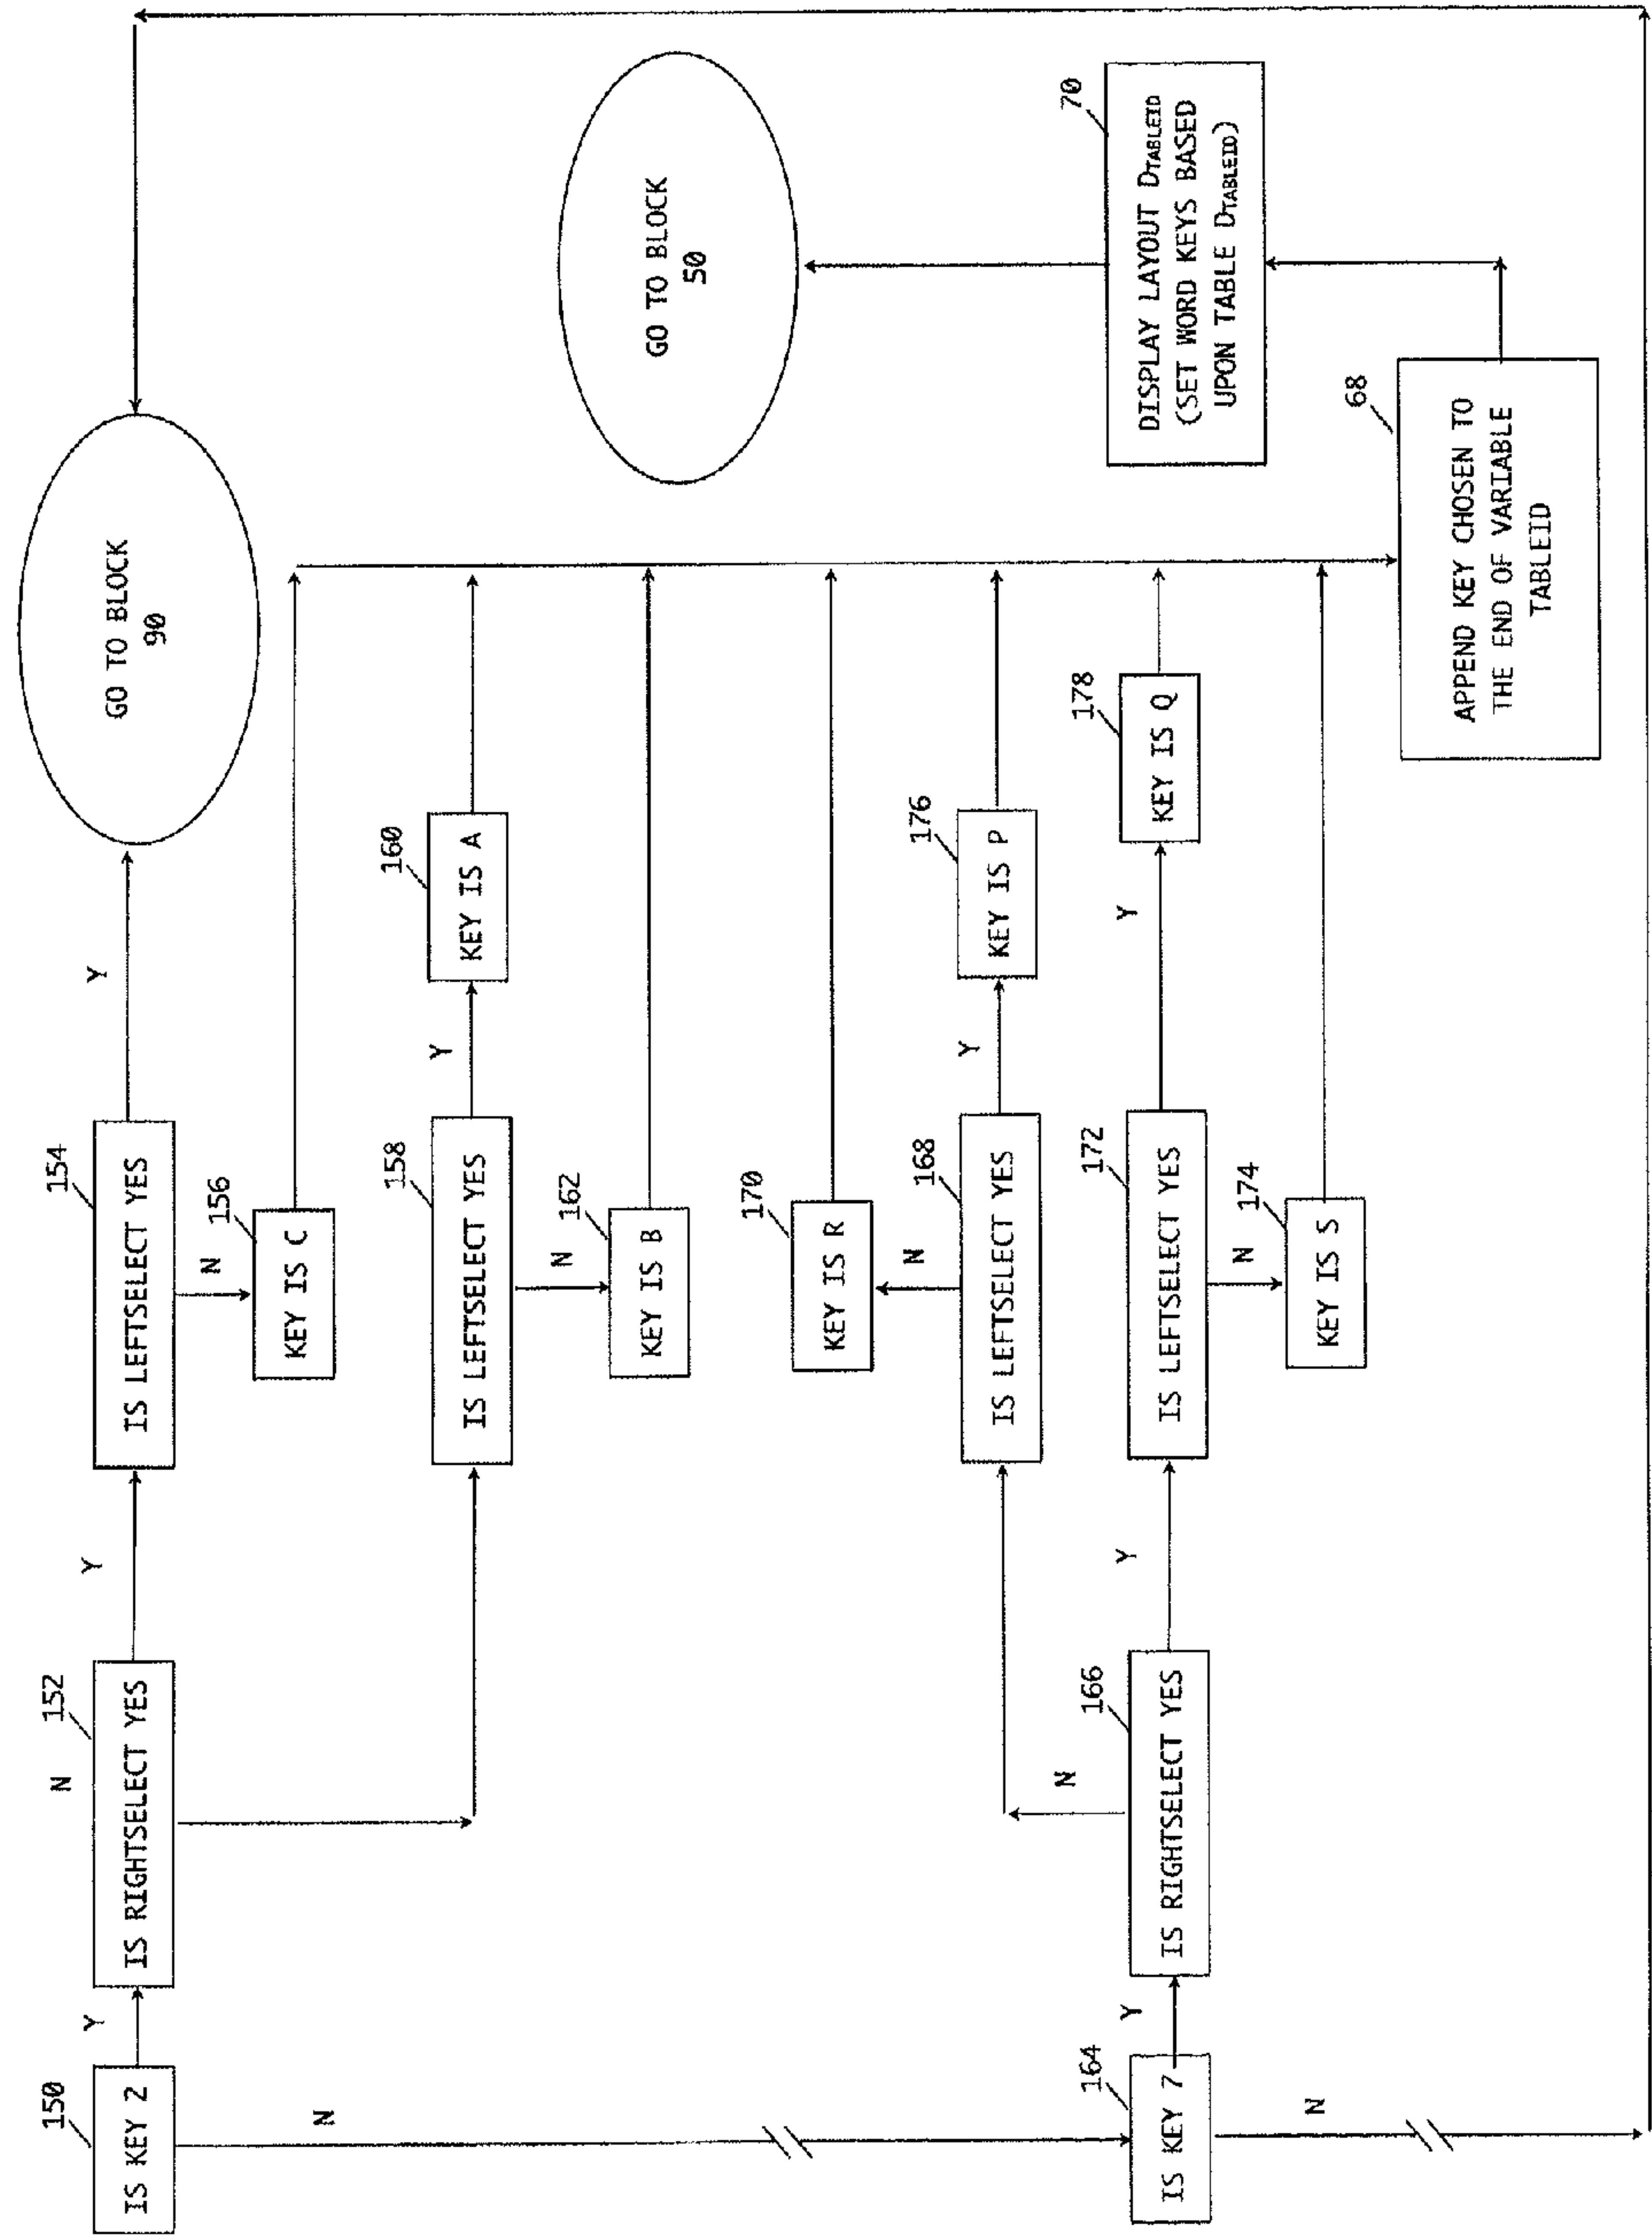 150
IS KEY 2
Y
N
152
IS RIGHTSELECT YES
N
Y
154
IS LEFTSELECT YES
Y
N
GO TO BLOCK
90
156
KEY IS C
158
IS LEFTSELECT YES
Y
N
160
KEY IS A
162
KEY IS B
164
IS KEY 7
Y
N
166
IS RIGHTSELECT YES
N
Y
168
IS LEFTSELECT YES
Y
N
170
KEY IS R
176
KEY IS P
172
IS LEFTSELECT YES
Y
N
178
KEY IS Q
174
KEY IS S
68
APPEND KEY CHOSEN TO
THE END OF VARIABLE
TABLEID
70
DISPLAY LAYOUT DTABLEID
(SET WORD KEYS BASED
UPON TABLE DTABLEID)
GO TO BLOCK
50